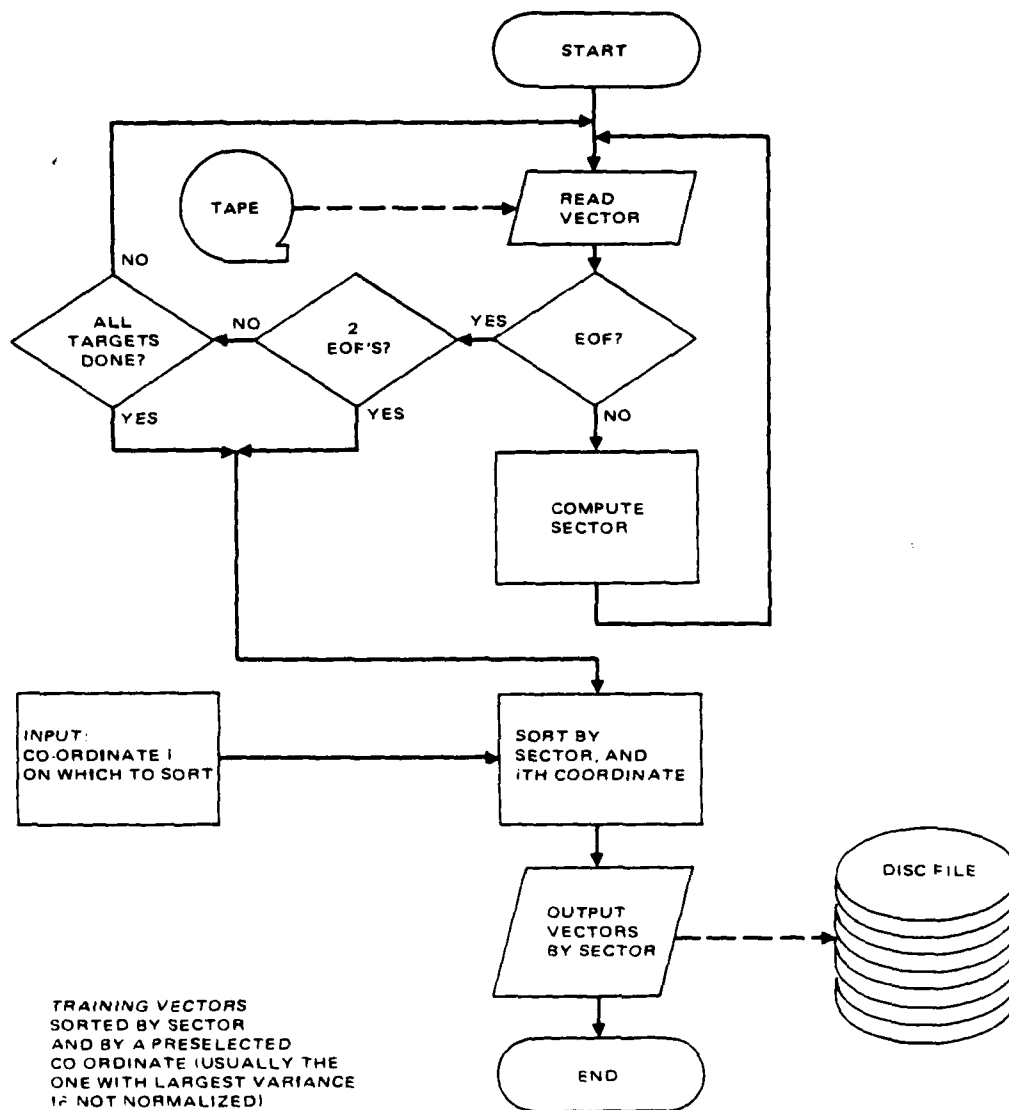 START
TAPE
READ
VECTOR
NO
ALL
TARGETS
DONE?
NO
2
EOF'S?
YES
EOF?
YES
YES
NO
COMPUTE
SECTOR
INPUT:
CO-ORDINATE i
ON WHICH TO SORT
SORT BY
SECTOR, AND
iTH COORDINATE
OUTPUT
VECTORS
BY SECTOR
DISC FILE
TRAINING VECTORS
SORTED BY SECTOR
AND BY A PRESELECTED
CO ORDINATE (USUALLY THE
ONE WITH LARGEST VARIANCE
IF NOT NORMALIZED)
END